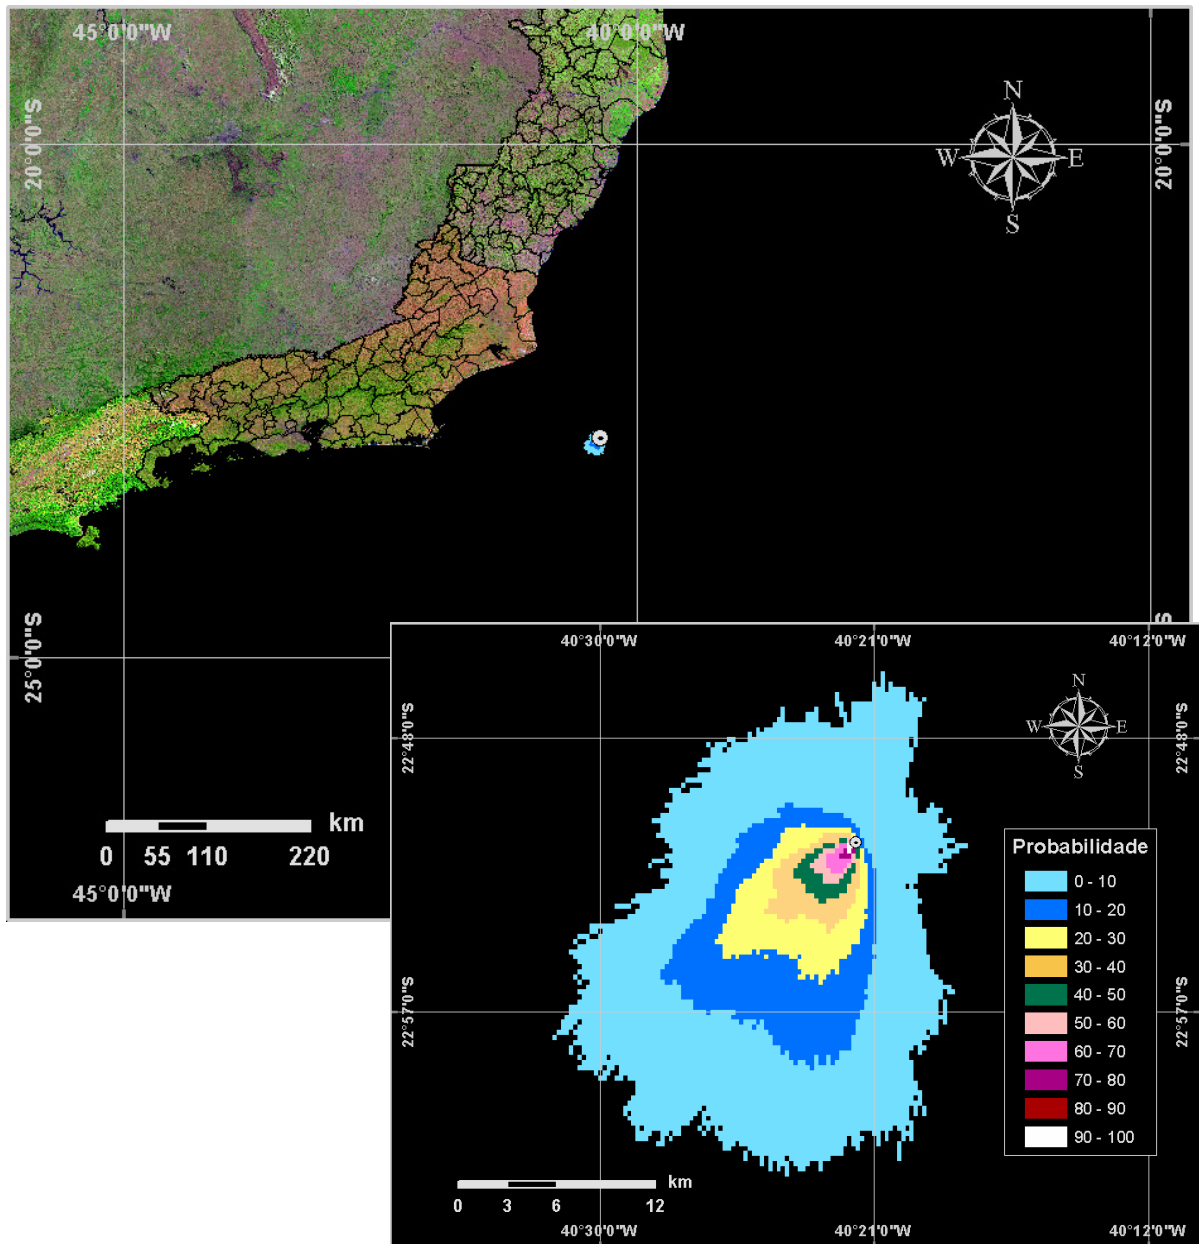 45°0'0"W
40°0'0"W
20°0'0"S
20°0'0"S
N
W
E
S
25°0'0"S
S
km
0 55 110 220
45°0'0"W
40°30'0"W
40°21'0"W
40°12'0"W
N
W
E
S
22°48'0"S
22°48'0"S
22°57'0"S
22°57'0"S
Probabilidade
0 - 10
10 - 20
20 - 30
30 - 40
40 - 50
50 - 60
60 - 70
70 - 80
80 - 90
90 - 100
km
0 3 6 12
40°30'0"W
40°21'0"W
40°12'0"W